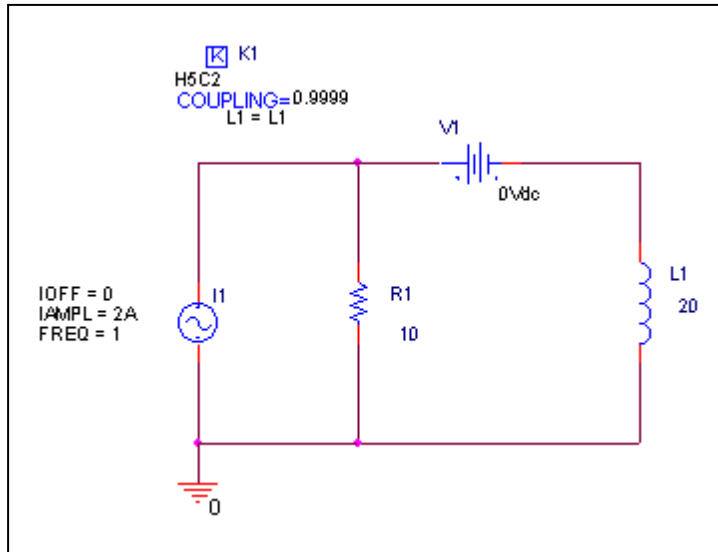 K K1
H5C2
COUPLING=0.9999
L1 = L1
V1
0Vdc
IOFF = 0
IAMPL = 2A
FREQ = 1
I1
R1
10
L1
20
0